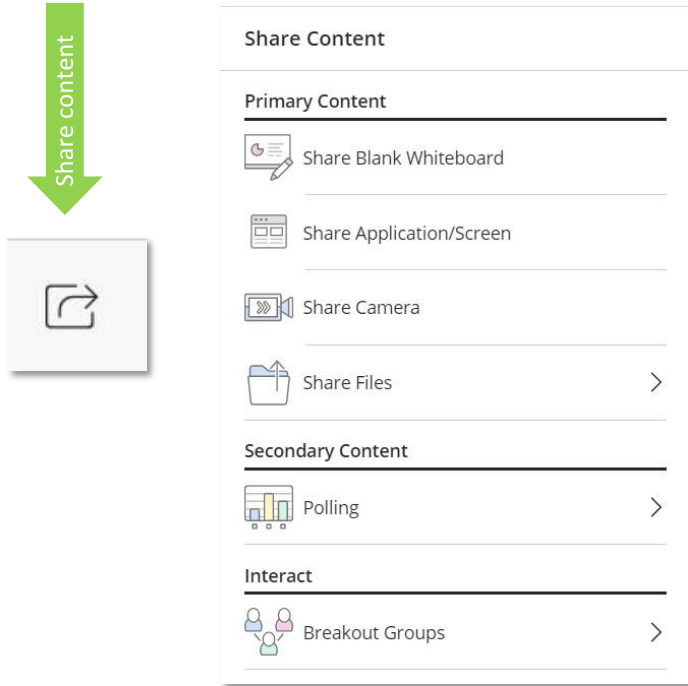 Share content
Share Content
Primary Content
Share Blank Whiteboard
Share Application/Screen
Share Camera
Share Files
Secondary Content
Polling
Interact
Breakout Groups